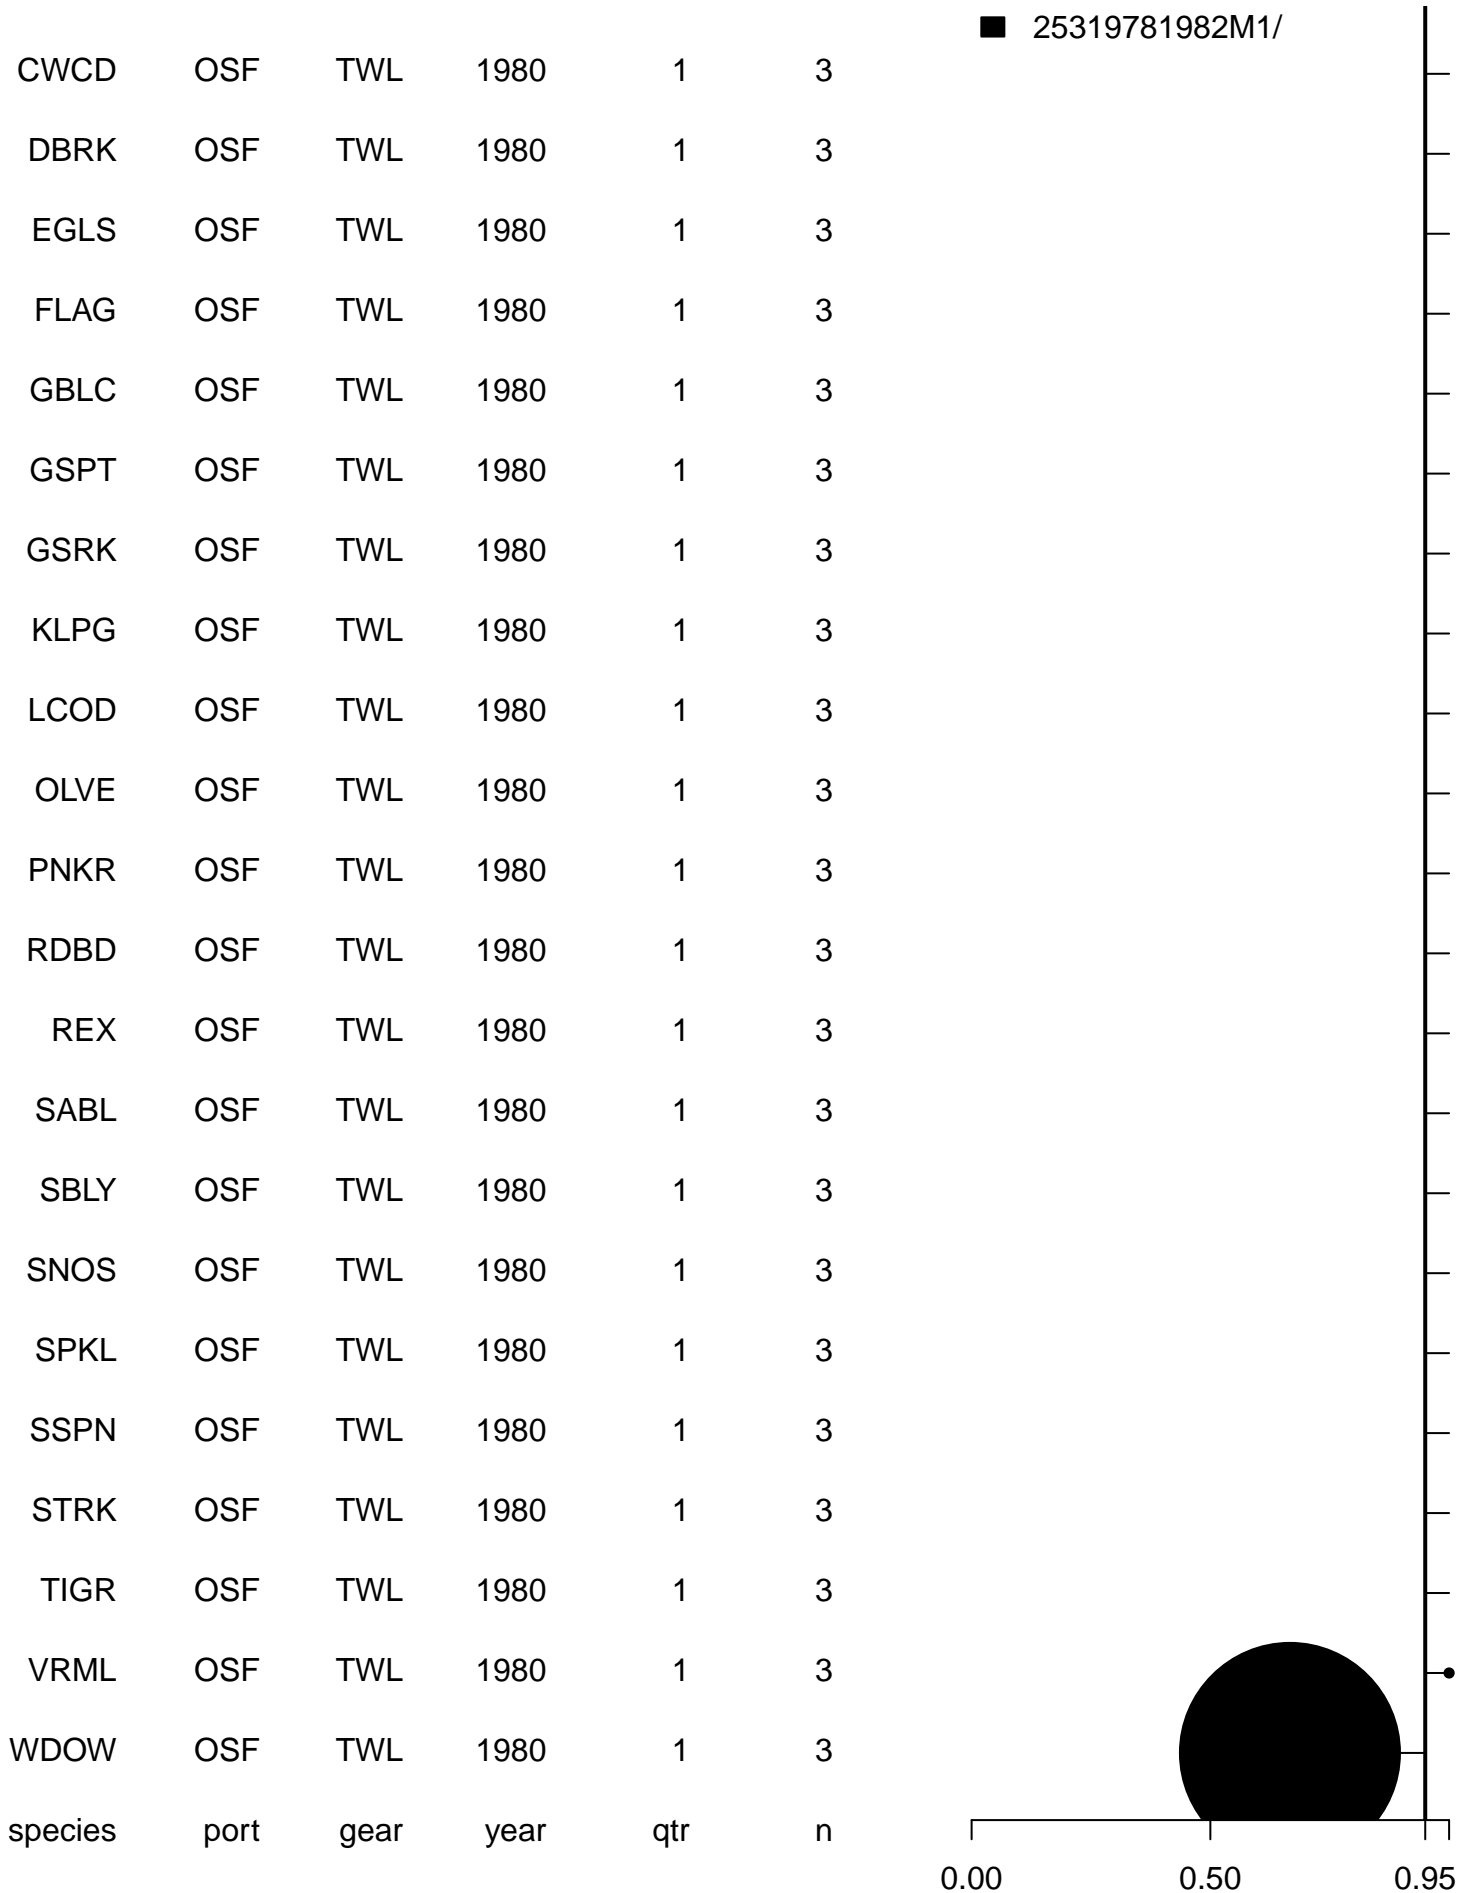 25319781982M1/
CWCD OSF TWL 1980 1 3
DBRK OSF TWL 1980 1 3
EGLS OSF TWL 1980 1 3
FLAG OSF TWL 1980 1 3
GBLC OSF TWL 1980 1 3
GSPT OSF TWL 1980 1 3
GSRK OSF TWL 1980 1 3
KLPG OSF TWL 1980 1 3
LCOD OSF TWL 1980 1 3
OLVE OSF TWL 1980 1 3
PNKR OSF TWL 1980 1 3
RDBD OSF TWL 1980 1 3
REX OSF TWL 1980 1 3
SABL OSF TWL 1980 1 3
SBLY OSF TWL 1980 1 3
SNOS OSF TWL 1980 1 3
SPKL OSF TWL 1980 1 3
SSPN OSF TWL 1980 1 3
STRK OSF TWL 1980 1 3
TIGR OSF TWL 1980 1 3
VRML OSF TWL 1980 1 3
WDOW OSF TWL 1980 1 3
species port gear year qtr n
0.00 0.50 0.95